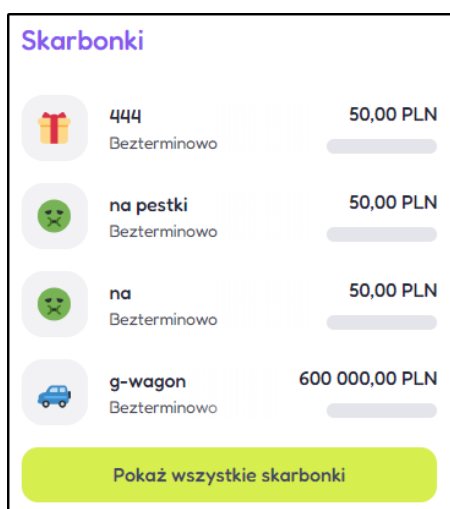 Skarbonki
444
50,00 PLN
Bezterminowo
na pestki
50,00 PLN
Bezterminowo
na
50,00 PLN
Bezterminowo
g-wagon
600 000,00 PLN
Bezterminowo
Pokaż wszystkie skarbonki